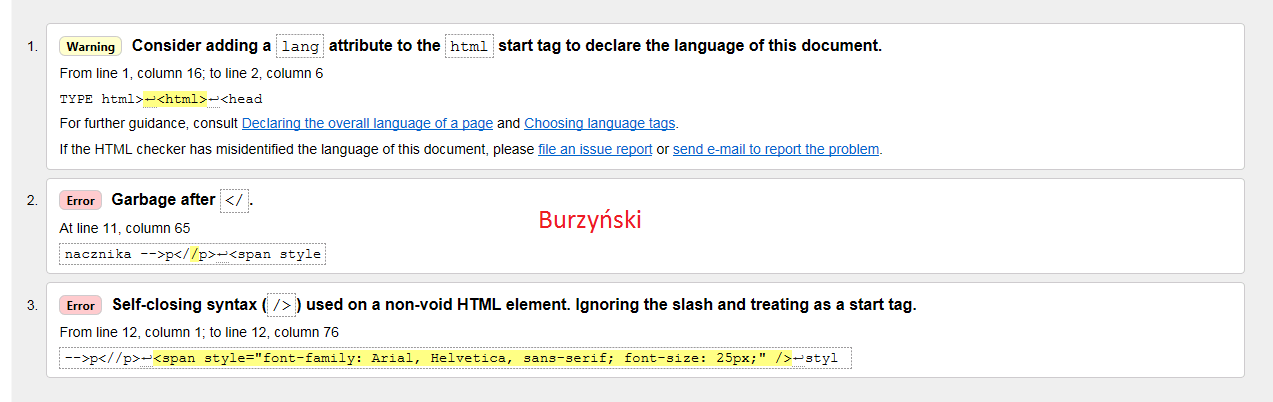 1. Warning Consider adding a lang attribute to the html start tag to declare the language of this document.
From line 1, column 16; to line 2, column 6
TYPE html>↩<html>↩<head
For further guidance, consult Declaring the overall language of a page and Choosing language tags.
If the HTML checker has misidentified the language of this document, please file an issue report or send e-mail to report the problem.
2. Error Garbage after </.
Burzyński
At line 11, column 65
nacznika -->p<//p>↩<span style
3. Error Self-closing syntax (/>) used on a non-void HTML element. Ignoring the slash and treating as a start tag.
From line 12, column 1; to line 12, column 76
-->p<//p>↩<span style="font-family: Arial, Helvetica, sans-serif; font-size: 25px;" />↩styl